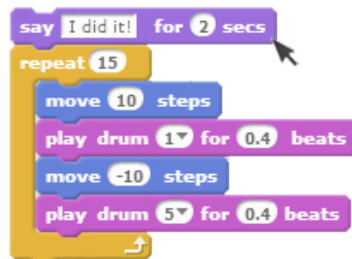 say I did it! for 2 secs
repeat 15
move 10 steps
play drum 1 for 0.4 beats
move -10 steps
play drum 5 for 0.4 beats